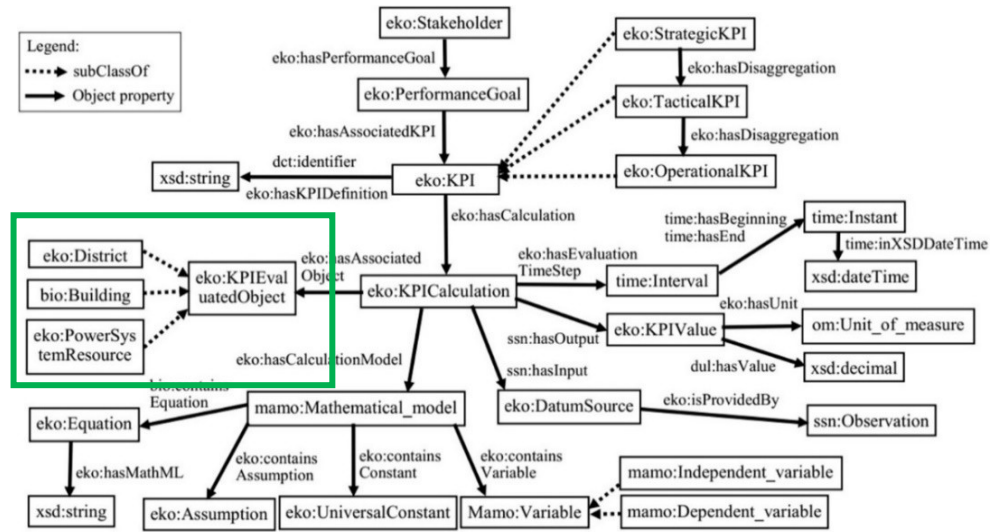 eko:Stakeholder
eko:StrategicKPI
Legend:
subClassOf
Object property
eko:hasPerformanceGoal
eko:hasDisaggregation
eko:PerformanceGoal
eko:TacticalKPI
eko:hasAssociatedKPI
eko:hasDisaggregation
dct:identifier
xsd:string
eko:KPI
eko:OperationalKPI
eko:hasKPIDefinition
eko:hasCalculation
time:hasBeginning
time:hasEnd
time:Instant
eko:District
eko:hasAssociated
Object
eko:hasEvaluation
TimeStep
time:inXSDDateTime
eko:KPIEval
uatedObject
bio:Building
eko:KPICalculation
time:Interval
xsd:dateTime
eko:hasUnit
eko:PowerSys
temResource
ssn:hasOutput
eko:KPIValue
om:Unit_of_measure
eko:hasCalculationModel
dul:hasValue
ssn:hasInput
xsd:decimal
bio:contains
Equation
mamo:Mathematical_model
eko:DatumSource
eko:isProvidedBy
ssn:Observation
eko:Equation
eko:hasMathML
eko:contains
Assumption
eko:contains
Constant
eko:contains
Variable
mamo:Independent_variable
xsd:string
eko:Assumption
eko:UniversalConstant
Mamo:Variable
mamo:Dependent_variable